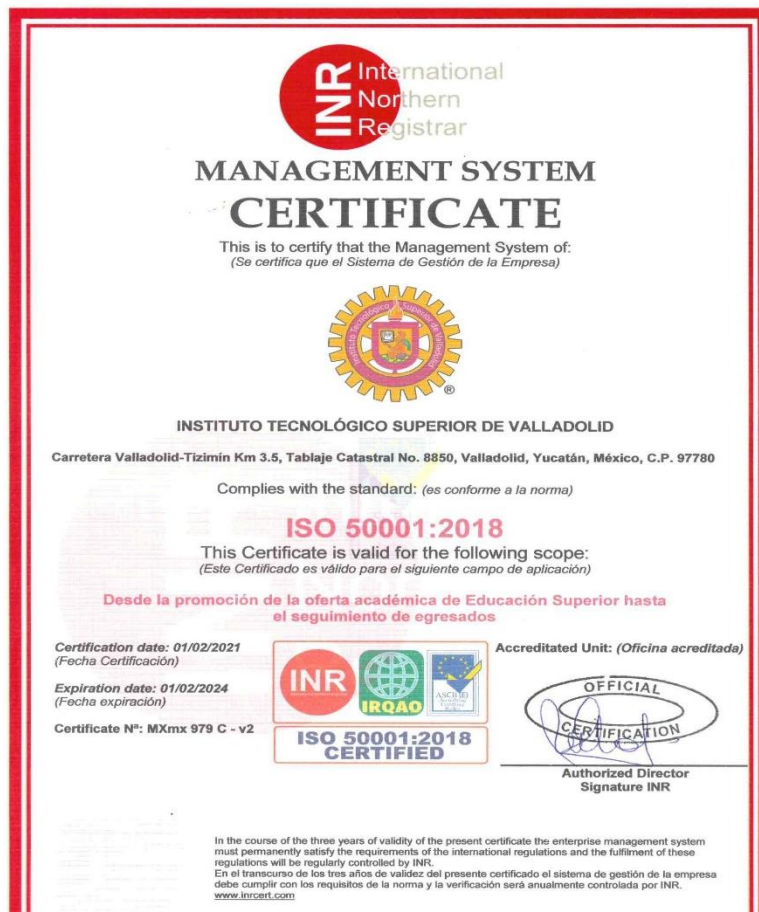 INR International
Northern
Registrar
MANAGEMENT SYSTEM
CERTIFICATE
This is to certify that the Management System of:
(Se certifica que el Sistema de Gestión de la Empresa)
Instituto Tecnológico Superior de Valladolid
®
INSTITUTO TECNOLÓGICO SUPERIOR DE VALLADOLID
Carretera Valladolid-Tizimín Km 3.5, Tablaje Catastral No. 8850, Valladolid, Yucatán, México, C.P. 97780
Complies with the standard: (es conforme a la norma)
ISO 50001:2018
This Certificate is valid for the following scope:
(Este Certificado es válido para el siguiente campo de aplicación)
Desde la promoción de la oferta académica de Educación Superior hasta
el seguimiento de egresados
Certification date: 01/02/2021
(Fecha Certificación)
Expiration date: 01/02/2024
(Fecha expiración)
Certificate Nª: MXmx 979 C - v2
INR
IRQAO
ISO 50001:2018
CERTIFIED
Accreditated Unit: (Oficina acreditada)
OFFICIAL
CERTIFICATION
Authorized Director
Signature INR
In the course of the three years of validity of the present certificate the enterprise management system
must permanently satisfy the requirements of the international regulations and the fulfilment of these
regulations will be regularly controlled by INR.
En el transcurso de los tres años de validez del presente certificado el sistema de gestión de la empresa
debe cumplir con los requisitos de la norma y la verificación será anualmente controlada por INR.
www.inrcert.com